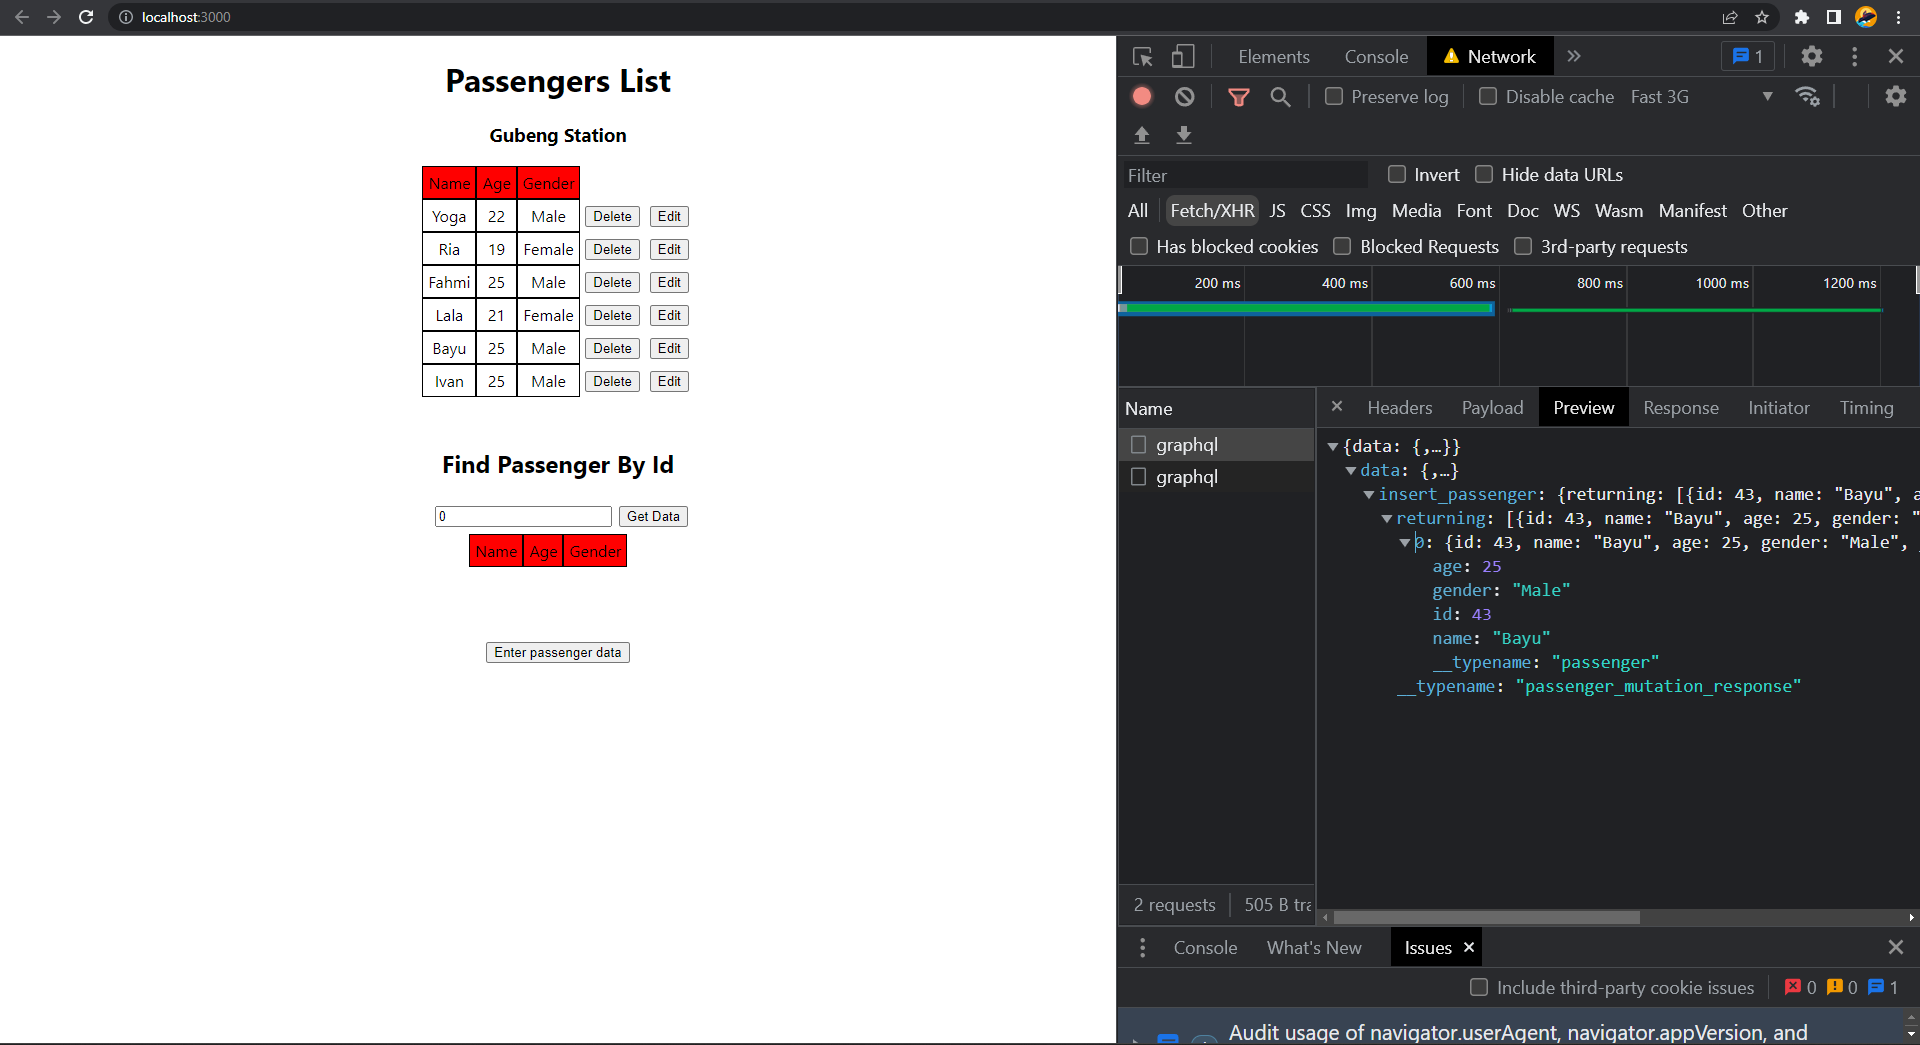 localhost:3000
Passengers List
Gubeng Station
Name Age Gender
Yoga 22 Male Delete Edit
Ria 19 Female Delete Edit
Fahmi 25 Male Delete Edit
Lala 21 Female Delete Edit
Bayu 25 Male Delete Edit
Ivan 25 Male Delete Edit
Find Passenger By Id
0 Get Data
Name Age Gender
Enter passenger data
Elements Console Network 1
Preserve log Disable cache Fast 3G
Filter Invert Hide data URLs
All Fetch/XHR JS CSS Img Media Font Doc WS Wasm Manifest Other
Has blocked cookies Blocked Requests 3rd-party requests
200 ms 400 ms 600 ms 800 ms 1000 ms 1200 ms
Name
graphql
graphql
2 requests 505 B tra
Headers Payload Preview Response Initiator Timing
{data: {,…}}
data: {,…}
insert_passenger: {returning: [{id: 43, name: "Bayu", a
returning: [{id: 43, name: "Bayu", age: 25, gender: "
0: {id: 43, name: "Bayu", age: 25, gender: "Male",
age: 25
gender: "Male"
id: 43
name: "Bayu"
__typename: "passenger"
__typename: "passenger_mutation_response"
Console What's New Issues
Include third-party cookie issues 0 0 1
Audit usage of navigator.userAgent, navigator.appVersion, and